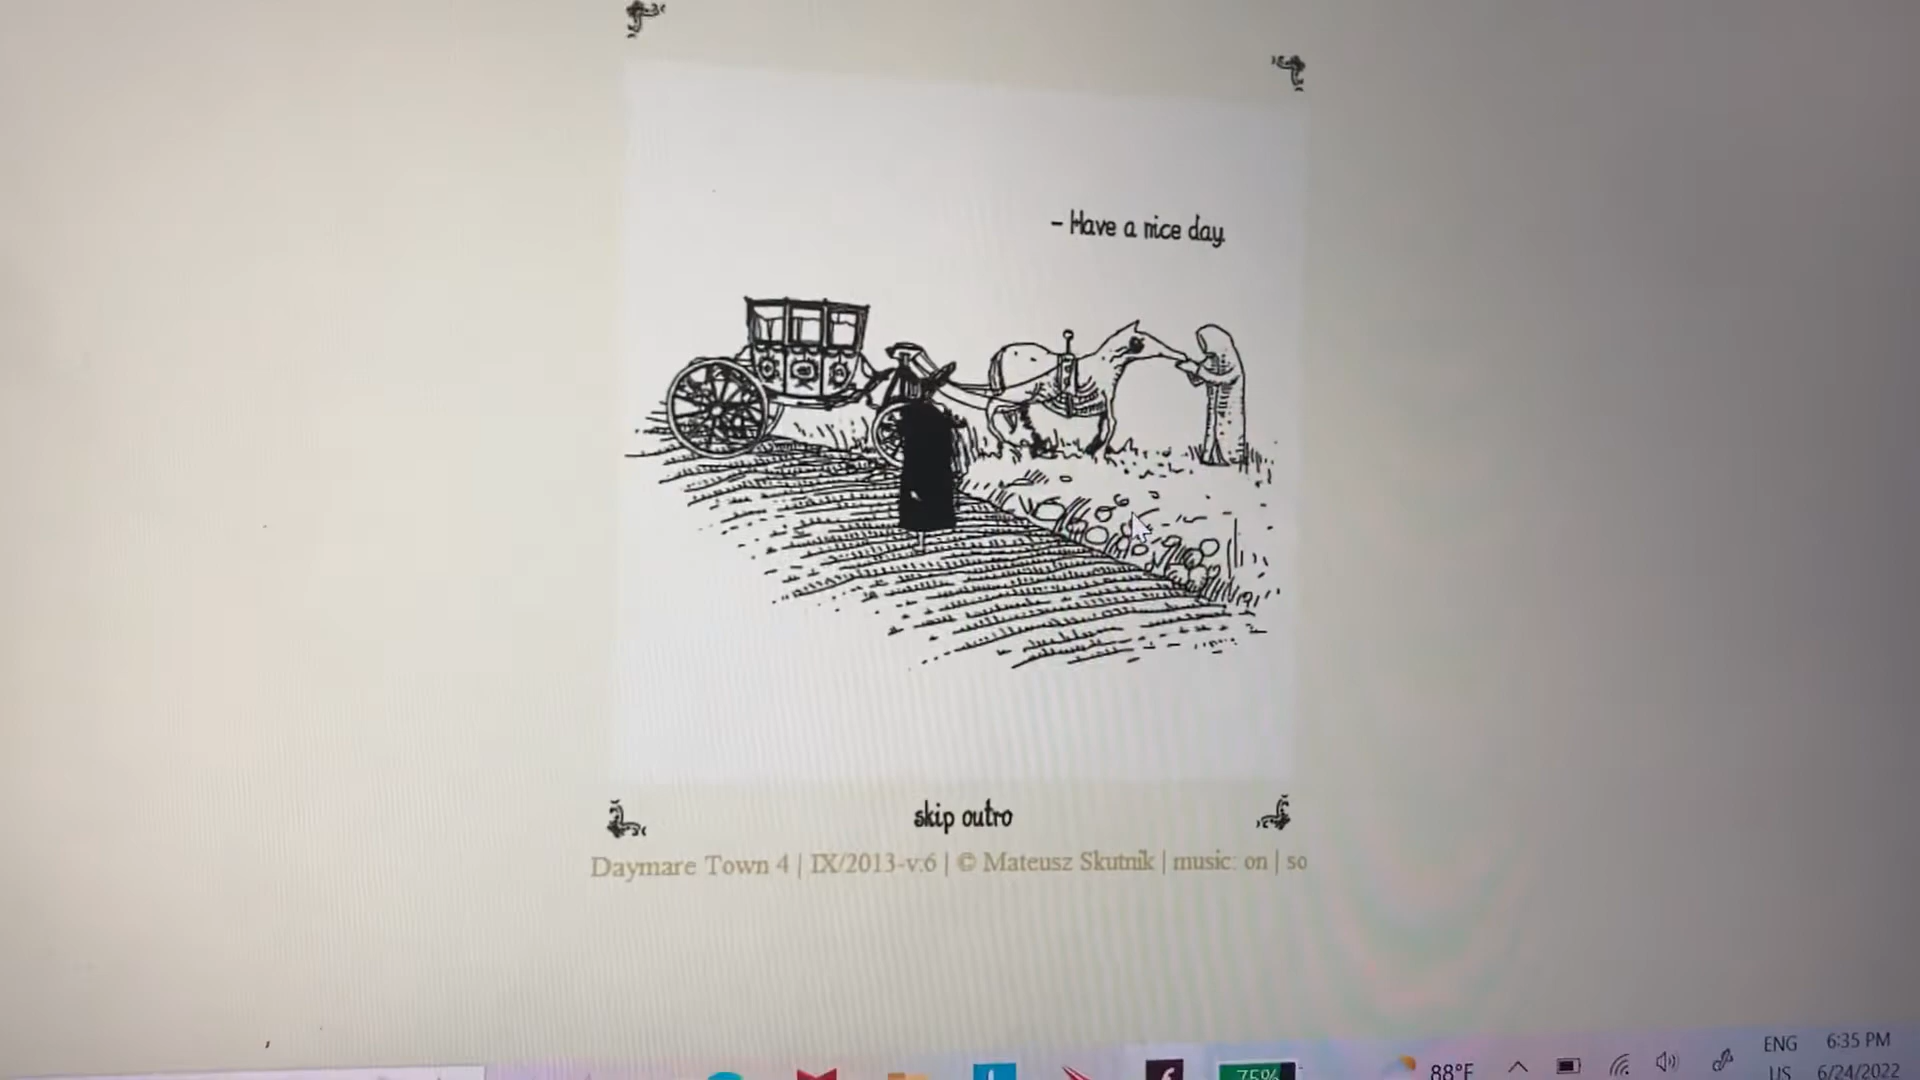 - Have a nice day.
skip outro
Daymare Town 4 | IX/2013-v.6 | © Mateusz Skutnik | music: on | so
ENG 6:35 PM
75% 88°F US 6/24/2022